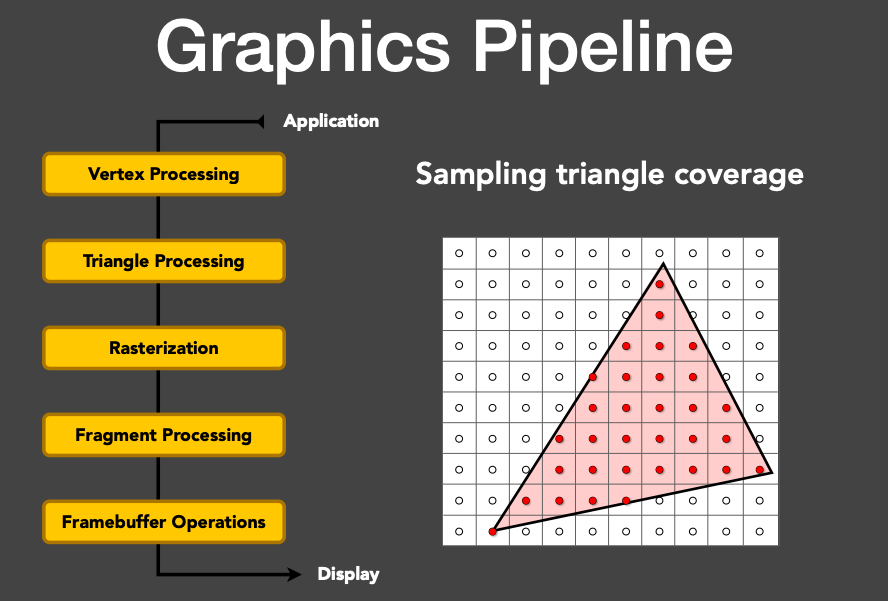 Graphics Pipeline
Application
Vertex Processing
Triangle Processing
Rasterization
Fragment Processing
Framebuffer Operations
Display
Sampling triangle coverage